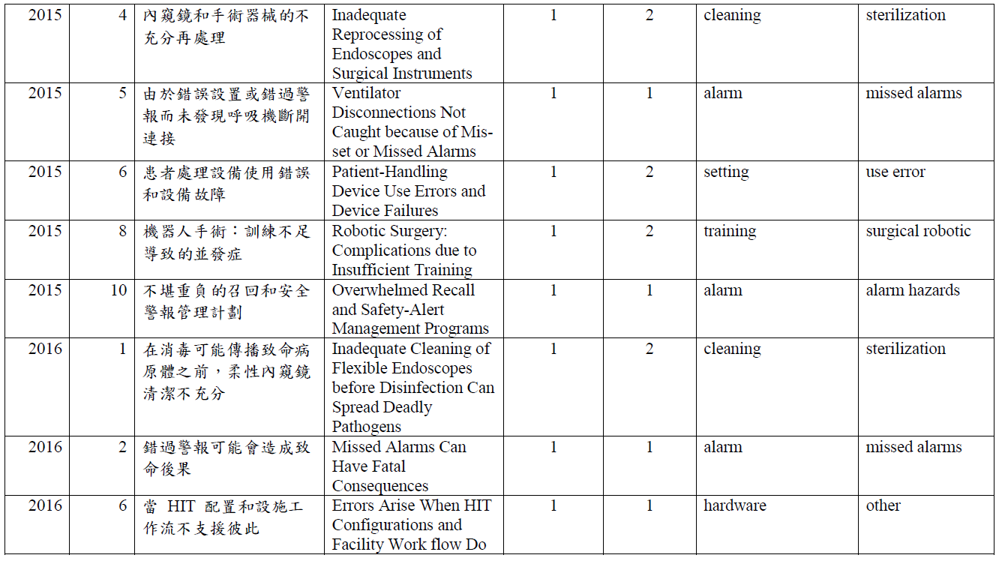 2015 4 內窺鏡和手術器械的不 Inadequate 1 2 cleaning sterilization
充分再處理 Reprocessing of
Endoscopes and
Surgical Instruments
2015 5 由於錯誤設置或錯過警 Ventilator 1 1 alarm missed alarms
報而未發現呼吸機斷開 Disconnections Not
連接 Caught because of Mis-
set or Missed Alarms
2015 6 患者處理設備使用錯誤 Patient-Handling 1 2 setting use error
和設備故障 Device Use Errors and
Device Failures
2015 8 機器人手術：訓練不足 Robotic Surgery: 1 2 training surgical robotic
導致的並發症 Complications due to
Insufficient Training
2015 10 不堪重負的召回和安全 Overwhelmed Recall 1 1 alarm alarm hazards
警報管理計劃 and Safety-Alert
Management Programs
2016 1 在消毒可能傳播致命病 Inadequate Cleaning of 1 2 cleaning sterilization
原體之前，柔性內窺鏡 Flexible Endoscopes
清潔不充分 before Disinfection Can
Spread Deadly
Pathogens
2016 2 錯過警報可能會造成致 Missed Alarms Can 1 1 alarm missed alarms
命後果 Have Fatal
Consequences
2016 6 當 HIT 配置和設施工 Errors Arise When HIT 1 1 hardware other
作流不支援彼此 Configurations and
Facility Work flow Do